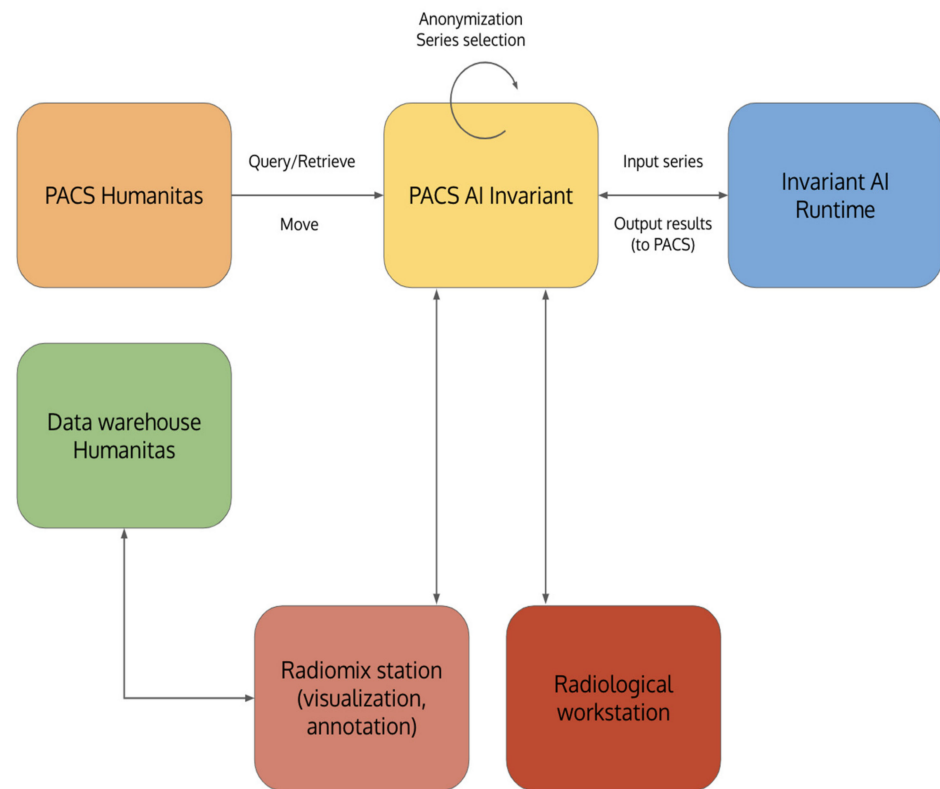 Anonymization
Series selection
PACS Humanitas
Query/Retrieve
Move
PACS AI Invariant
Input series
Output results
(to PACS)
Invariant AI
Runtime
Data warehouse
Humanitas
Radiomix station
(visualization,
annotation)
Radiological
workstation